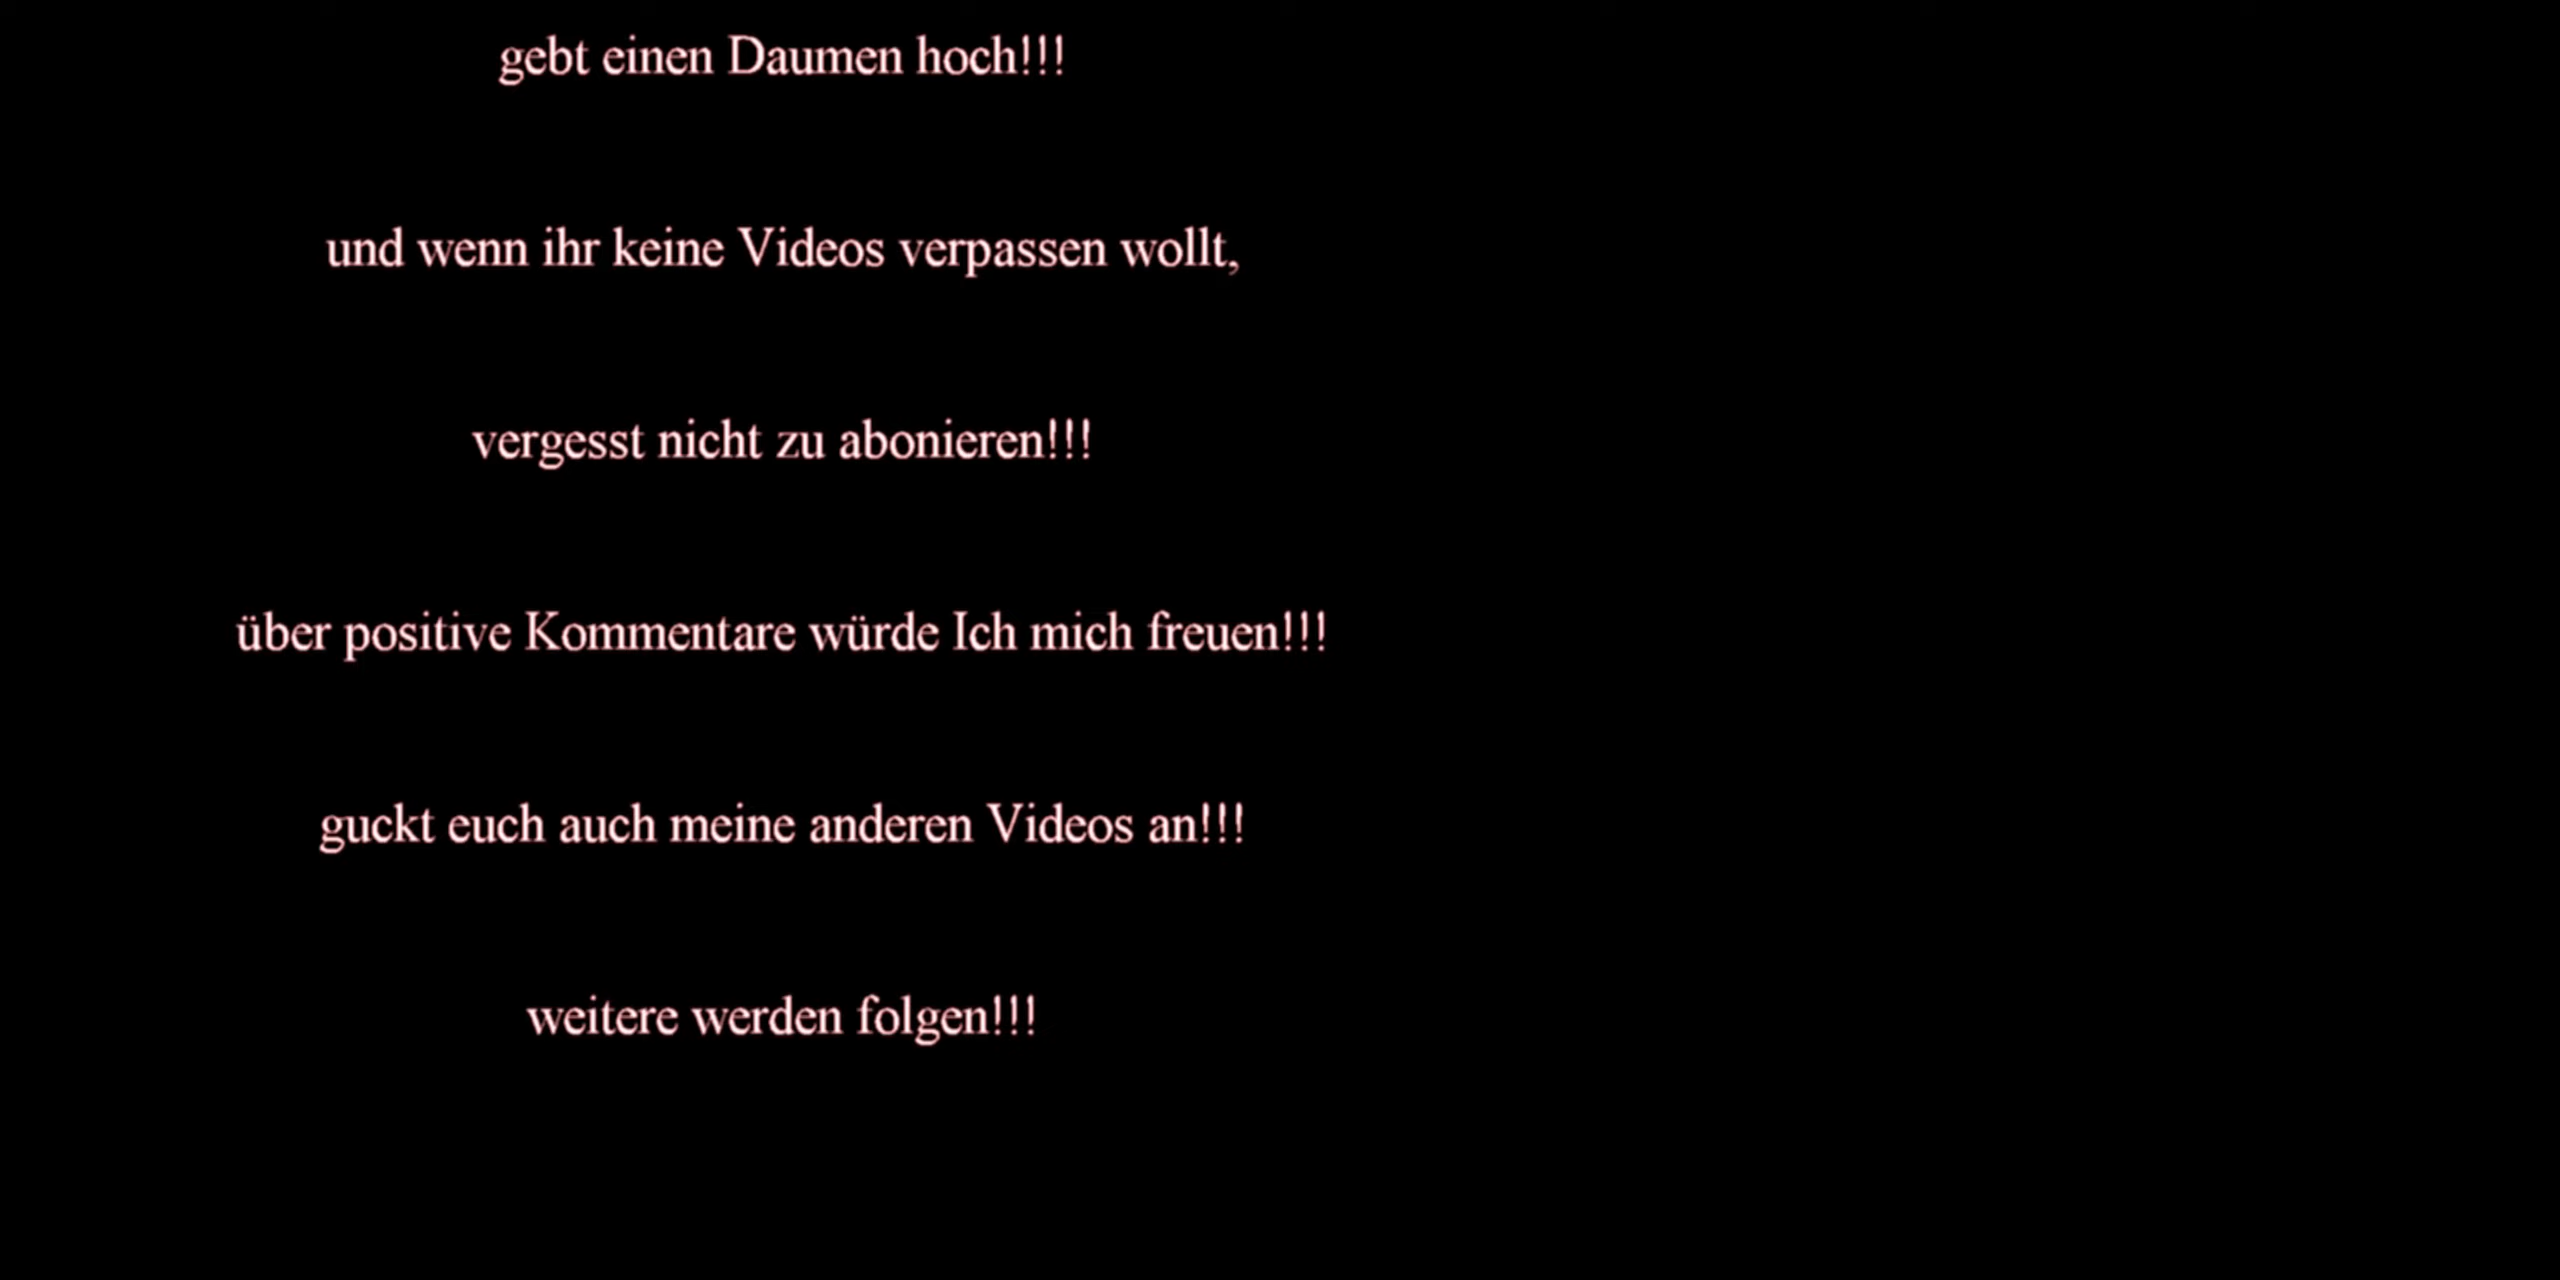 gebt einen Daumen hoch!!!
und wenn ihr keine Videos verpassen wollt,
vergesst nicht zu abonieren!!!
über positive Kommentare würde Ich mich freuen!!!
guckt euch auch meine anderen Videos an!!!
weitere werden folgen!!!